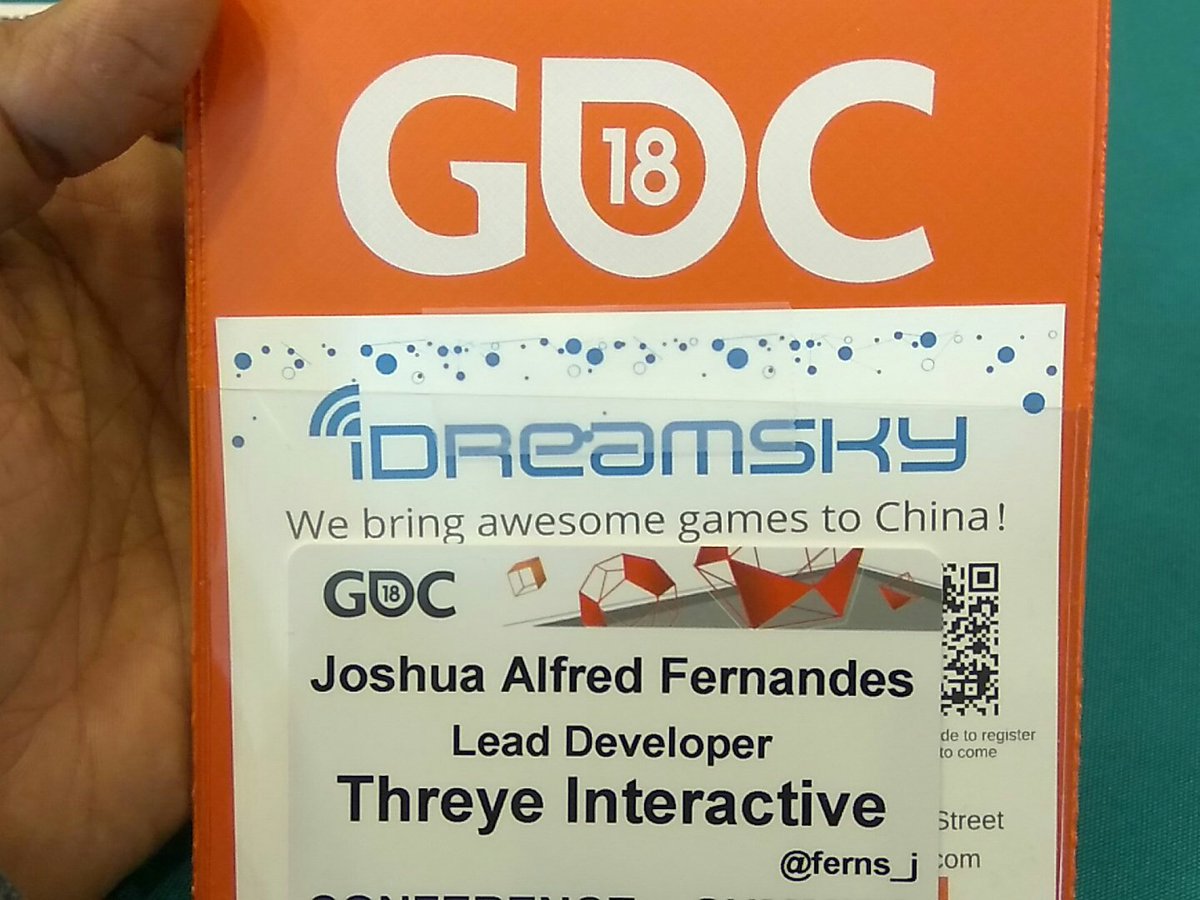 GDC
18
iDreamsky
We bring awesome games to China!
GDC
18
Joshua Alfred Fernandes
Lead Developer
de to register
to come
Threye Interactive
Street
@ferns_j
com
CONFERENCE